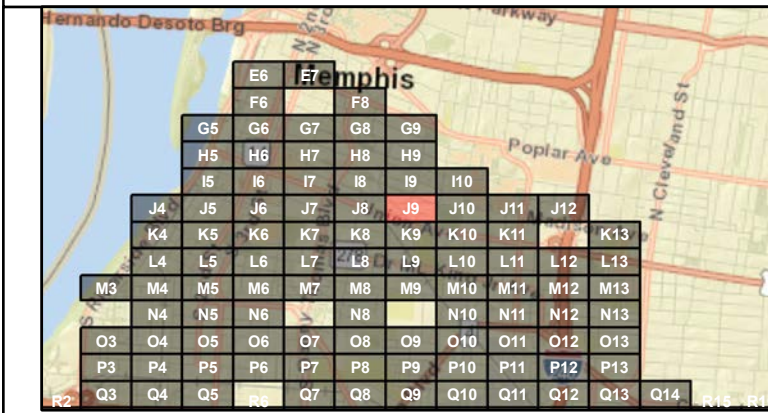 Hernando Desoto Brg
N 2nd
N 3rd
Parkway
Memphis
E6 E7
F6 F8
G5 G6 G7 G8 G9
Poplar Ave
N Cleveland St
H5 H6 H7 H8 H9
I5 I6 I7 I8 I9 I10
J4 J5 J6 J7 J8 J9 J10 J11 J12
K4 K5 K6 K7 K8 K9 K10 K11 K13
L4 L5 L6 L7 L8 L9 L10 L11 L12 L13
M3 M4 M5 M6 M7 M8 M9 M10 M11 M12 M13
N4 N5 N6 N8 N10 N11 N12 N13
O3 O4 O5 O6 O7 O8 O9 O10 O11 O12 O13
P3 P4 P5 P6 P7 P8 P9 P10 P11 P12 P13
R2 Q3 Q4 Q5 R6 Q7 Q8 Q9 Q10 Q11 Q12 Q13 Q14 R15